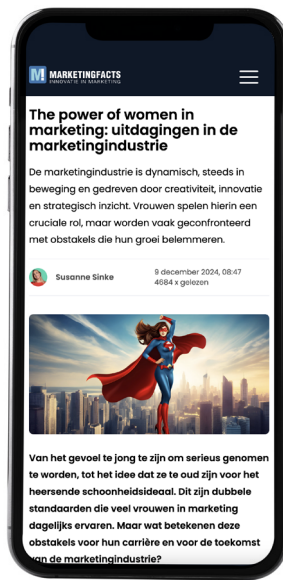 MARKETINGFACTS
INNOVATIE IN MARKETING
The power of women in
marketing: uitdagingen in de
marketingindustrie
De marketingindustrie is dynamisch, steeds in
beweging en gedreven door creativiteit, innovatie
en strategisch inzicht. Vrouwen spelen hierin een
cruciale rol, maar worden vaak geconfronteerd
met obstakels die hun groei belemmeren.
Susanne Sinke
9 december 2024, 08:47
4684 x gelezen
Van het gevoel te jong te zijn om serieus genomen
te worden, tot het idee dat ze te oud zijn voor het
heersende schoonheidsideaal. Dit zijn dubbele
standaarden die veel vrouwen in marketing
dagelijks ervaren. Maar wat betekenen deze
obstakels voor hun carrière en voor de toekomst
van de marketingindustrie?